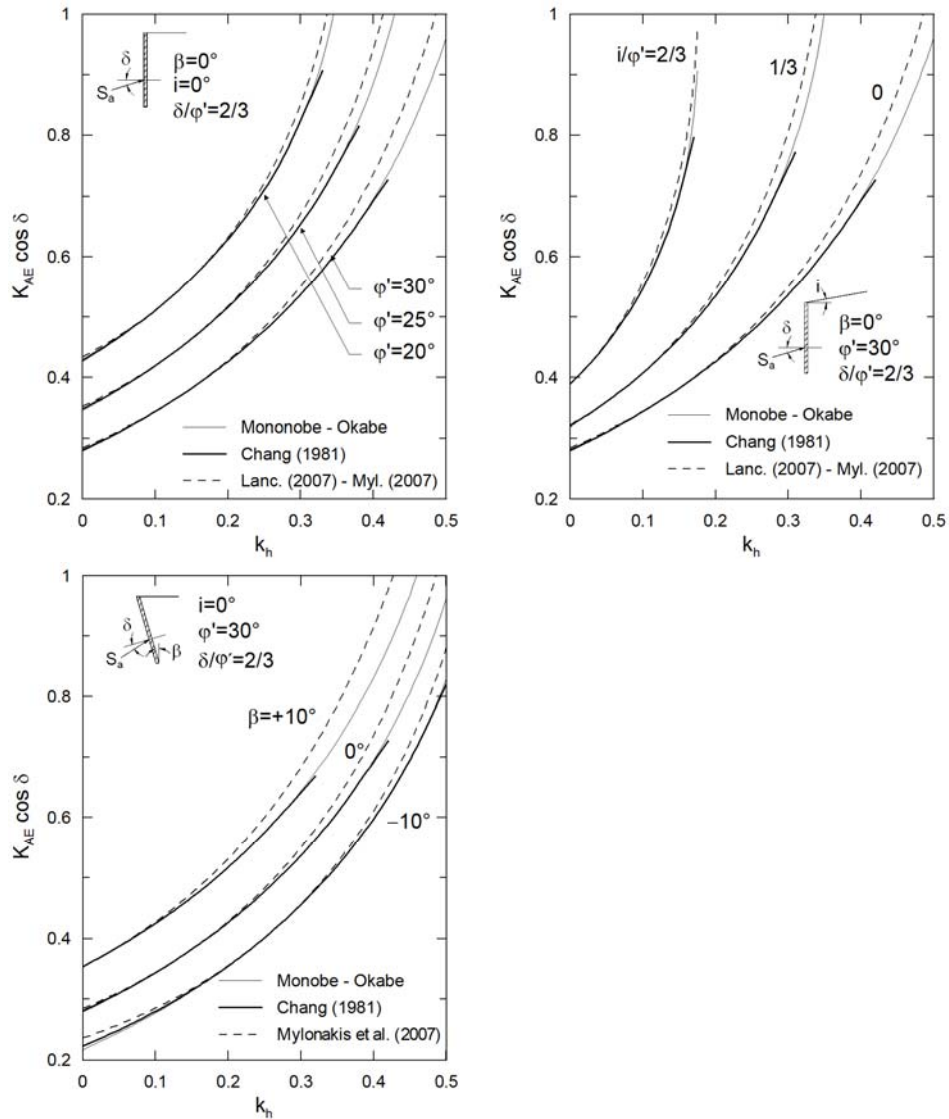 1
0.8
0.6
0.4
0.2
K_AE cos δ
δ
S_a
β=0°
i=0°
δ/φ'=2/3
φ'=30°
φ'=25°
φ'=20°
Mononobe - Okabe
Chang (1981)
Lanc. (2007) - Myl. (2007)
0 0.1 0.2 0.3 0.4 0.5
k_h
1
0.8
0.6
0.4
0.2
K_AE cos δ
i/φ'=2/3
1/3
0
i
δ
S_a
β=0°
φ'=30°
δ/φ'=2/3
Monobe - Okabe
Chang (1981)
Lanc. (2007) - Myl. (2007)
0 0.1 0.2 0.3 0.4 0.5
k_h
1
0.8
0.6
0.4
0.2
K_AE cos δ
δ
S_a
β
i=0°
φ'=30°
δ/φ'=2/3
β=+10°
0°
–10°
Monobe - Okabe
Chang (1981)
Mylonakis et al. (2007)
0 0.1 0.2 0.3 0.4 0.5
k_h